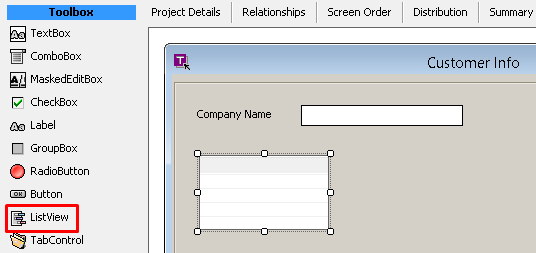 Toolbox
Project Details Relationships Screen Order Distribution Summary
TextBox
ComboBox
MaskedEditBox
CheckBox
Label
GroupBox
RadioButton
Button
ListView
TabControl
Customer Info
Company Name